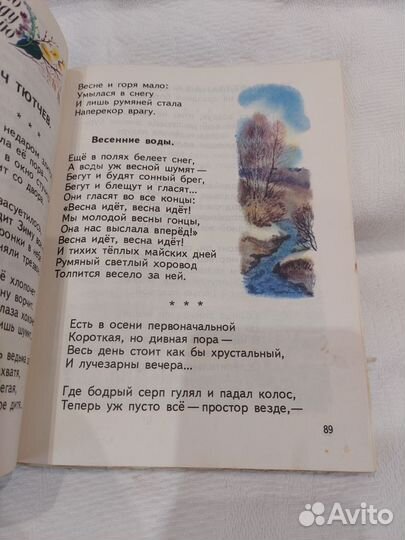 Ч ТЮТЧЕВ.
* * *
недаром
в окно
со двора
Весне и горя мало:
Умылася в снегу
И лишь румяней стала
Наперекор врагу.
Весенние воды.
Ещё в полях белеет снег,
А воды уж весной шумят —
Бегут и будят сонный брег,
Бегут и блещут и гласят...
Они гласят во все концы:
«Весна идёт, весна идёт!
Мы молодой весны гонцы,
Она нас выслала вперёд!»
Весна идёт, весна идёт!
И тихих тёплых майских дней
Румяный светлый хоровод
Толпится весело за ней.
* * *
Есть в осени первоначальной
Короткая, но дивная пора —
Весь день стоит как бы хрустальный,
И лучезарны вечера...
Где бодрый серп гулял и падал колос,
Теперь уж пусто всё — простор везде,—
89
Avito